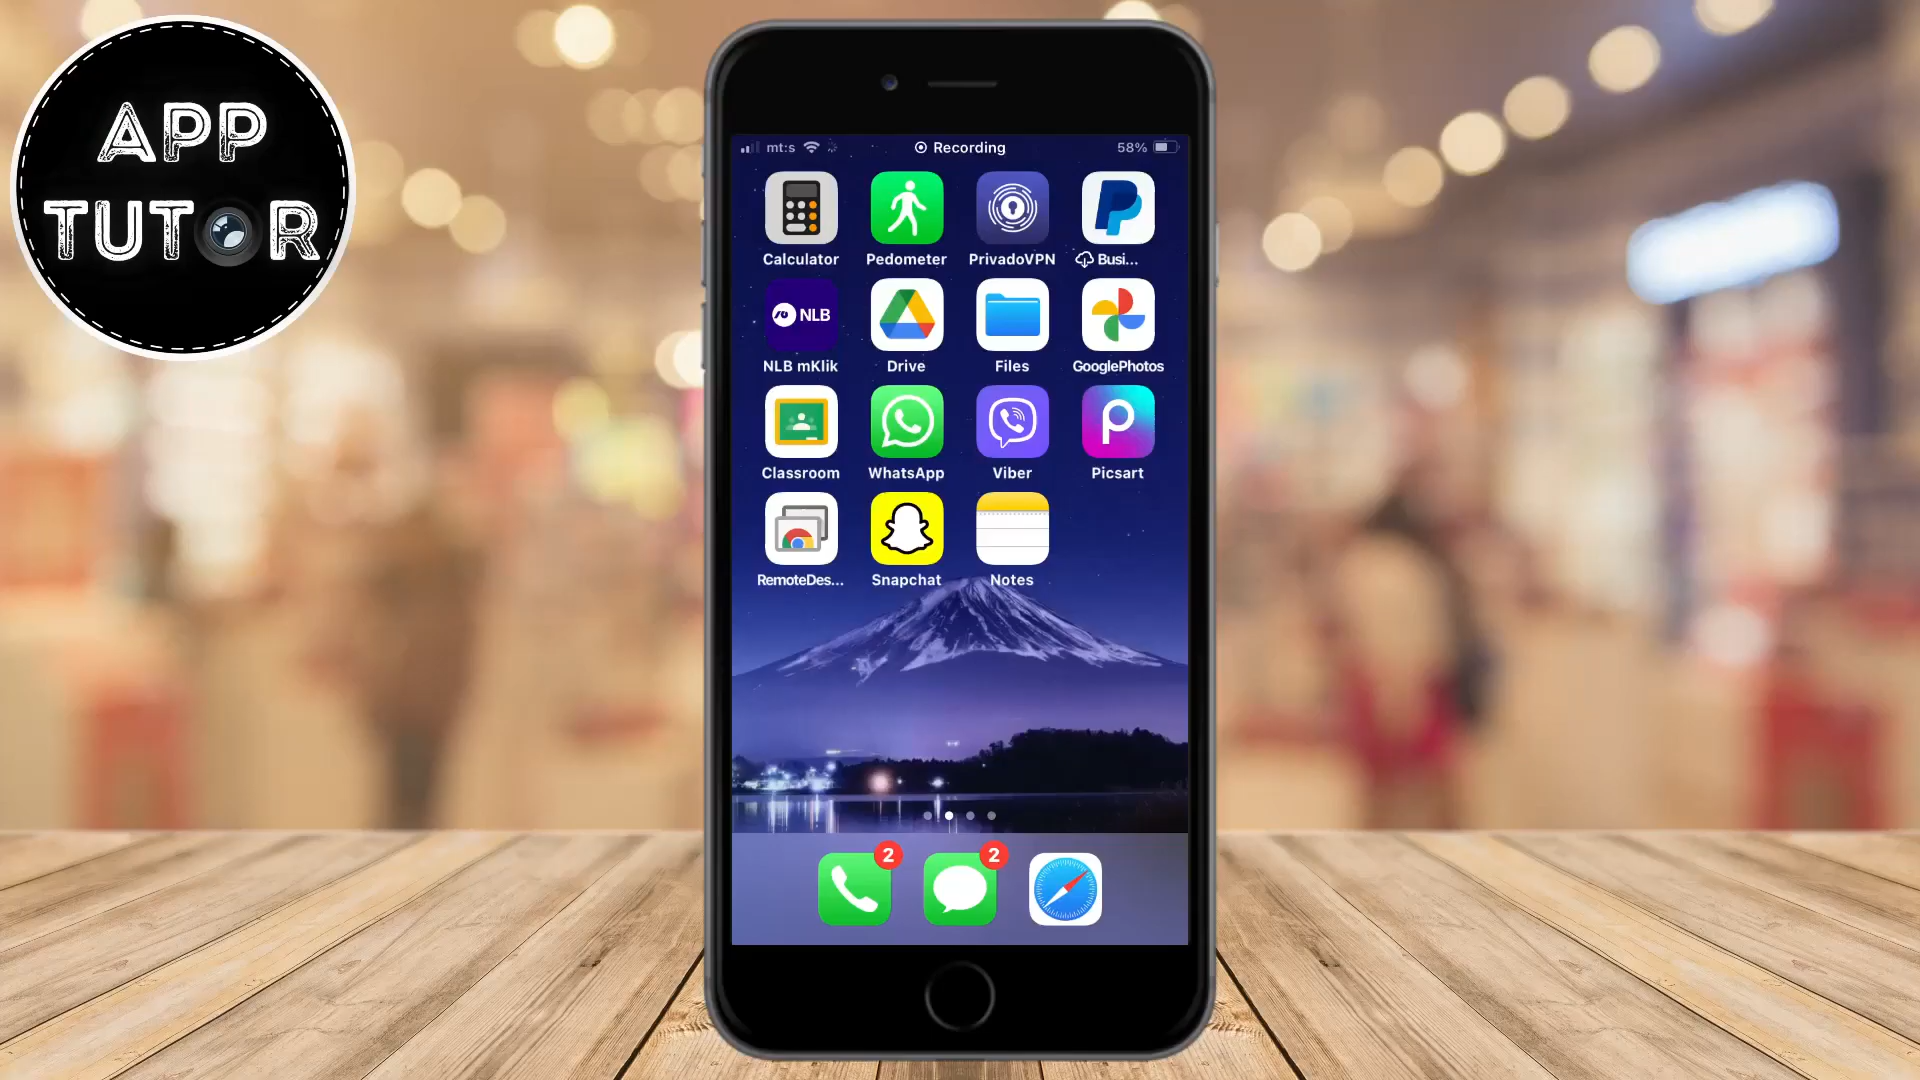 APP
TUTOR
mt:s
Recording
58%
Calculator
Pedometer
PrivadoVPN
Busi...
NLB
NLB mKlik
Drive
Files
GooglePhotos
Classroom
WhatsApp
Viber
P
Picsart
RemoteDes...
Snapchat
Notes
2
2